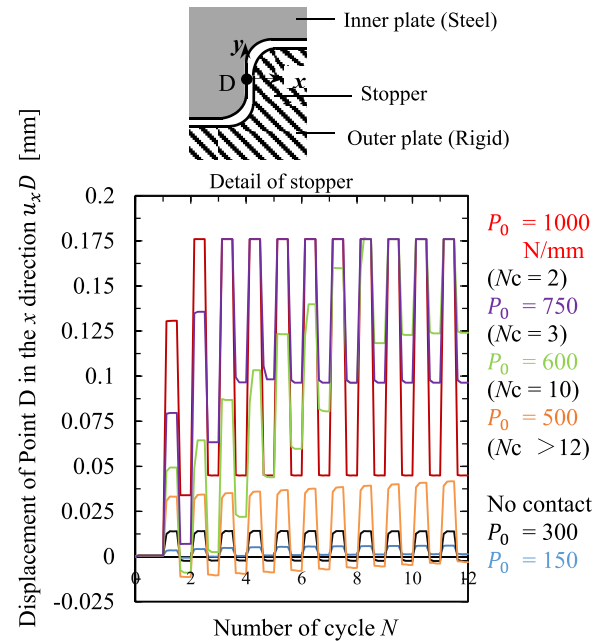 Inner plate (Steel)
y
D
x
Stopper
Outer plate (Rigid)
Detail of stopper
Displacement of Point D in the x direction uₓD [mm]
0.2
0.175
0.15
0.125
0.1
0.075
0.05
0.025
0
-0.025
0 2 4 6 8 10 12
Number of cycle N
P₀ = 1000
N/mm
(Nc = 2)
P₀ = 750
(Nc = 3)
P₀ = 600
(Nc = 10)
P₀ = 500
(Nc >12)
No contact
P₀ = 300
P₀ = 150